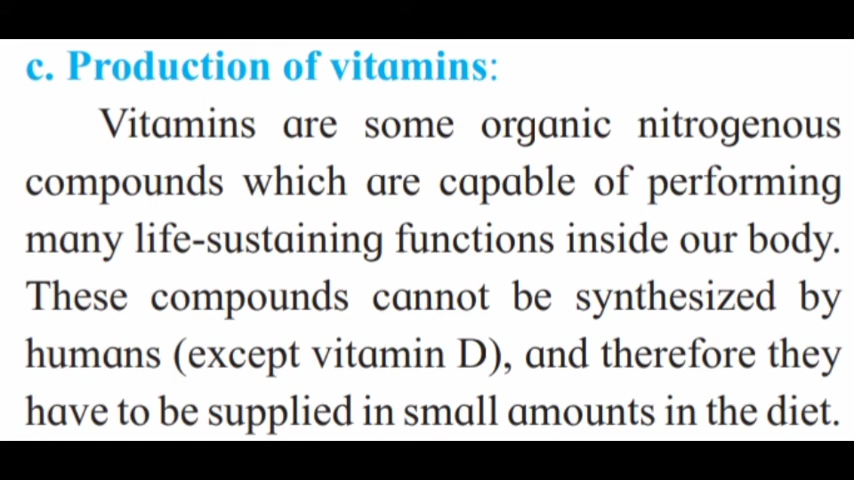 c. Production of vitamins:
Vitamins are some organic nitrogenous
compounds which are capable of performing
many life-sustaining functions inside our body.
These compounds cannot be synthesized by
humans (except vitamin D), and therefore they
have to be supplied in small amounts in the diet.